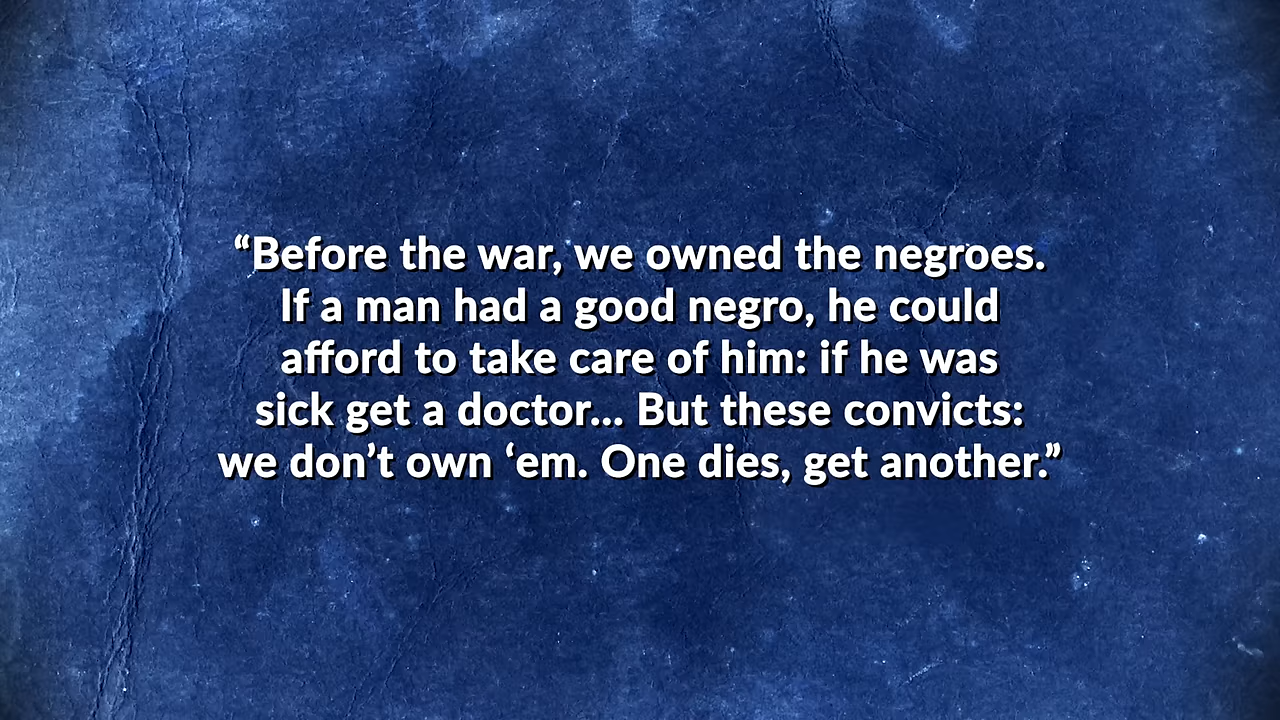 “Before the war, we owned the negroes.
If a man had a good negro, he could
afford to take care of him: if he was
sick get a doctor... But these convicts:
we don’t own ‘em. One dies, get another.”